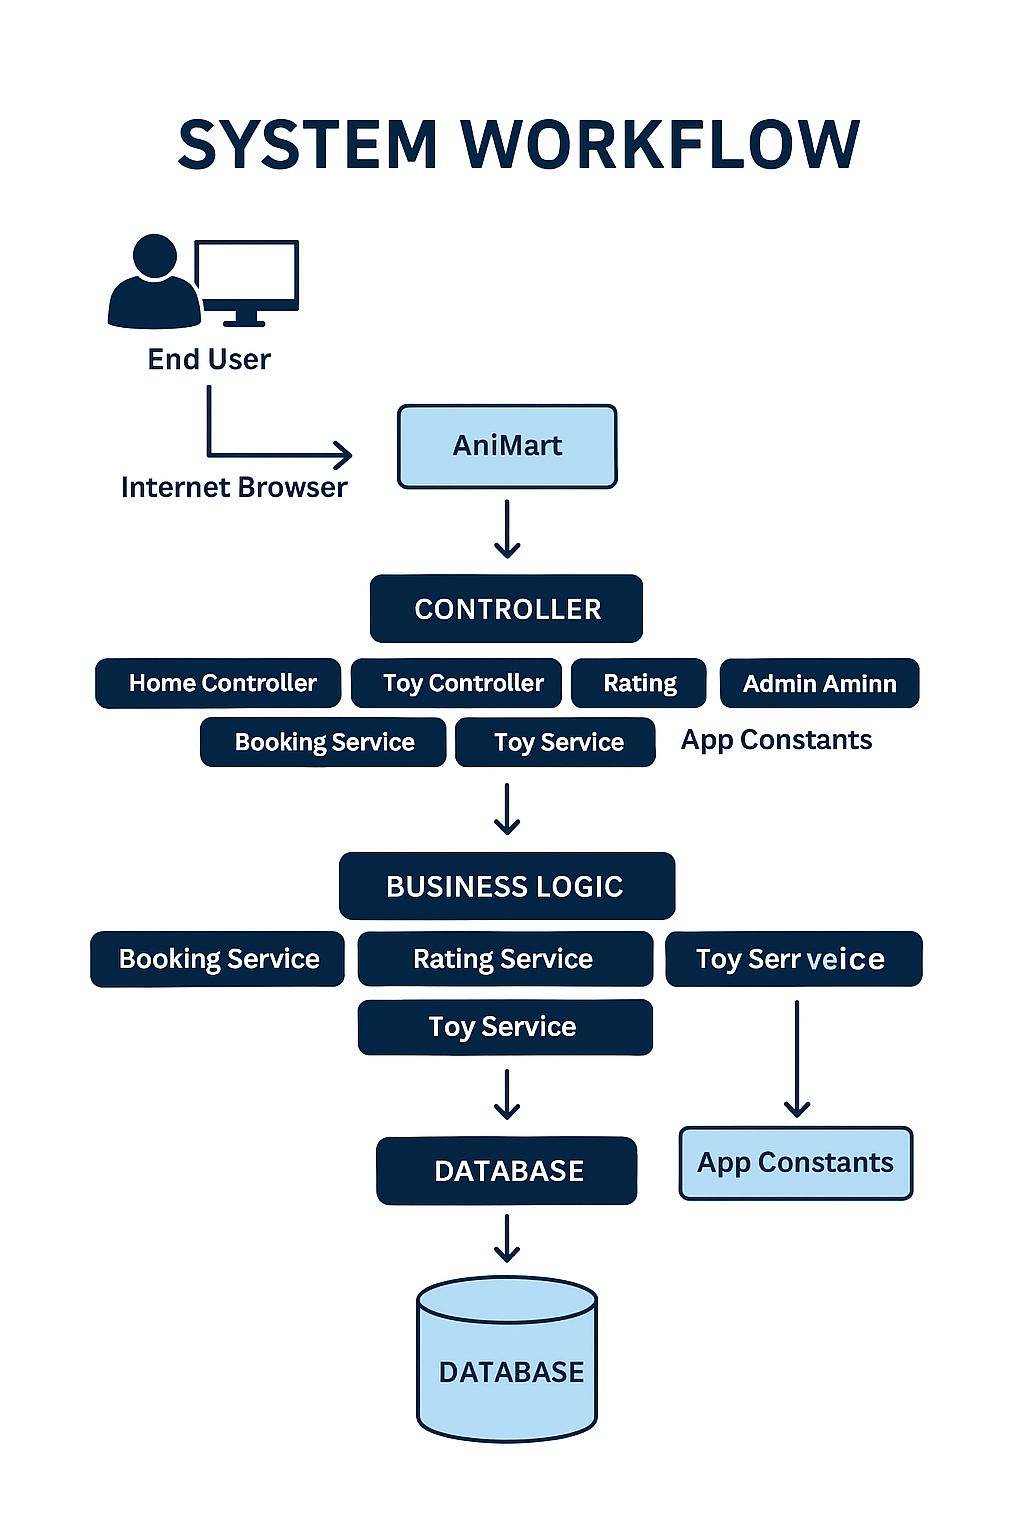 SYSTEM WORKFLOW
End User
AniMart
Internet Browser
CONTROLLER
Home Controller
Toy Controller
Rating
Admin Aminn
Booking Service
Toy Service
App Constants
BUSINESS LOGIC
Booking Service
Rating Service
Toy Serr veice
Toy Service
DATABASE
App Constants
DATABASE